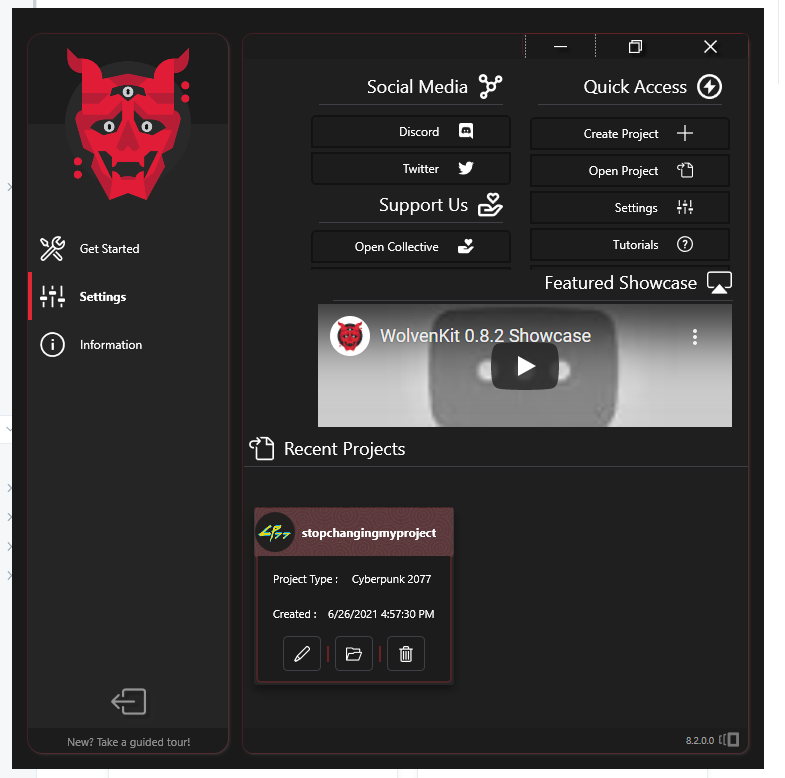 Get Started
Settings
Information
New? Take a guided tour!
Social Media
Discord
Twitter
Support Us
Open Collective
Quick Access
Create Project
Open Project
Settings
Tutorials
Featured Showcase
WolvenKit 0.8.2 Showcase
Recent Projects
CP77
stopchangingmyproject
Project Type : Cyberpunk 2077
Created : 6/26/2021 4:57:30 PM
8.2.0.0